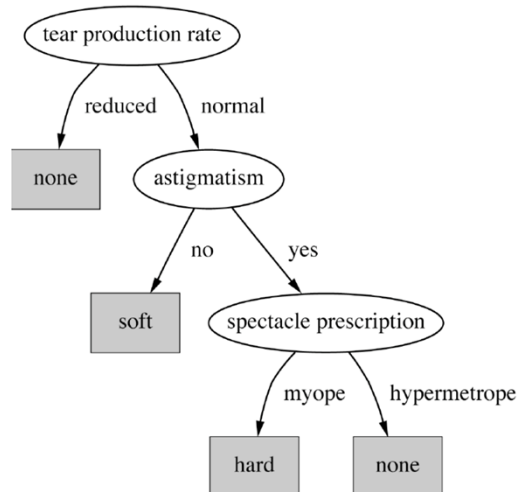 tear production rate
reduced
normal
none
astigmatism
no
yes
soft
spectacle prescription
myope
hypermetrope
hard
none